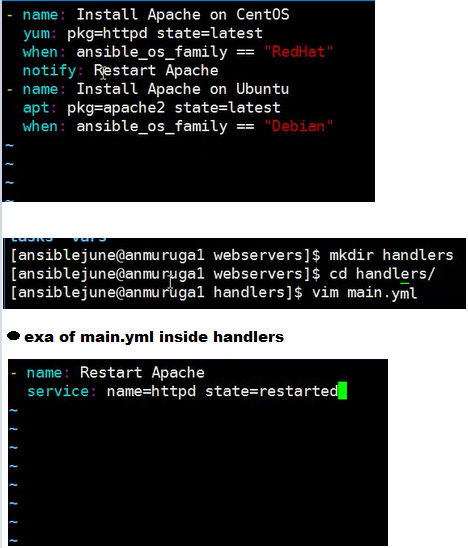 - name: Install Apache on CentOS
  yum: pkg=httpd state=latest
  when: ansible_os_family == "RedHat"
  notify: Restart Apache
- name: Install Apache on Ubuntu
  apt: pkg=apache2 state=latest
  when: ansible_os_family == "Debian"
~
~
~
tasks vars
[ansiblejune@anmuruga1 webservers]$ mkdir handlers
[ansiblejune@anmuruga1 webservers]$ cd handlers/
[ansiblejune@anmuruga1 handlers]$ vim main.yml
exa of main.yml inside handlers
- name: Restart Apache
  service: name=httpd state=restarted
~
~
~
~
~
~
~
~